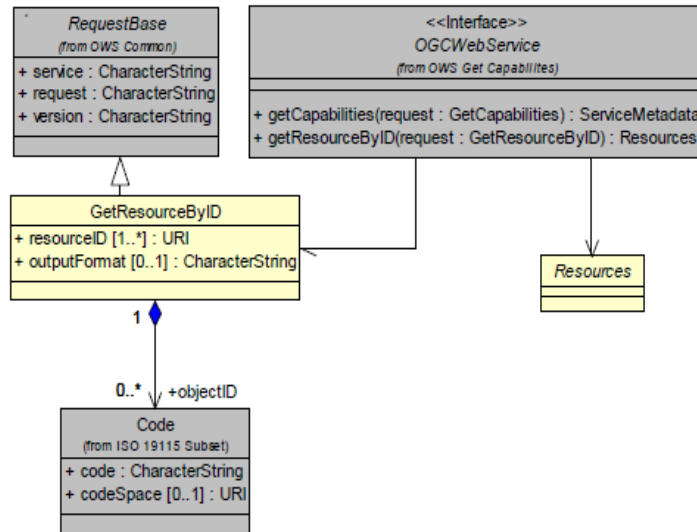 RequestBase
(from OWS Common)
+ service : CharacterString
+ request : CharacterString
+ version : CharacterString
<<Interface>>
OGCWebService
(from OWS Get Capabilites)
+ getCapabilities(request : GetCapabilities) : ServiceMetadata
+ getResourceByID(request : GetResourceByID) : Resources
GetResourceByID
+ resourceID [1..*] : URI
+ outputFormat [0..1] : CharacterString
Resources
1
0..* +objectID
Code
(from ISO 19115 Subset)
+ code : CharacterString
+ codeSpace [0..1] : URI